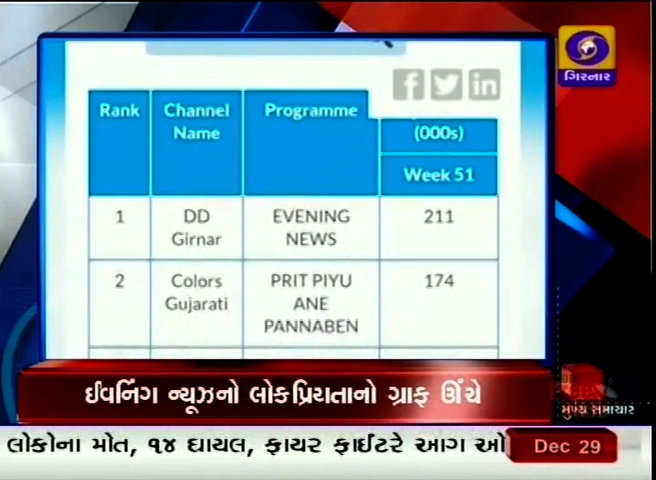 ગિરનાર
f in
Rank Channel Name Programme (000s)
Week 51
1 DD Girnar EVENING NEWS 211
2 Colors Gujarati PRIT PIYU ANE PANNABEN 174
ઈવનિંગ ન્યૂઝનો લોકપ્રિયતાનો ગ્રાફ ઊંચે
મુખ્ય સમાચાર
લોકોના મોત, ૧૪ ઘાયલ, ફાયર ફાઈટરે આગ ઓ
Dec 29